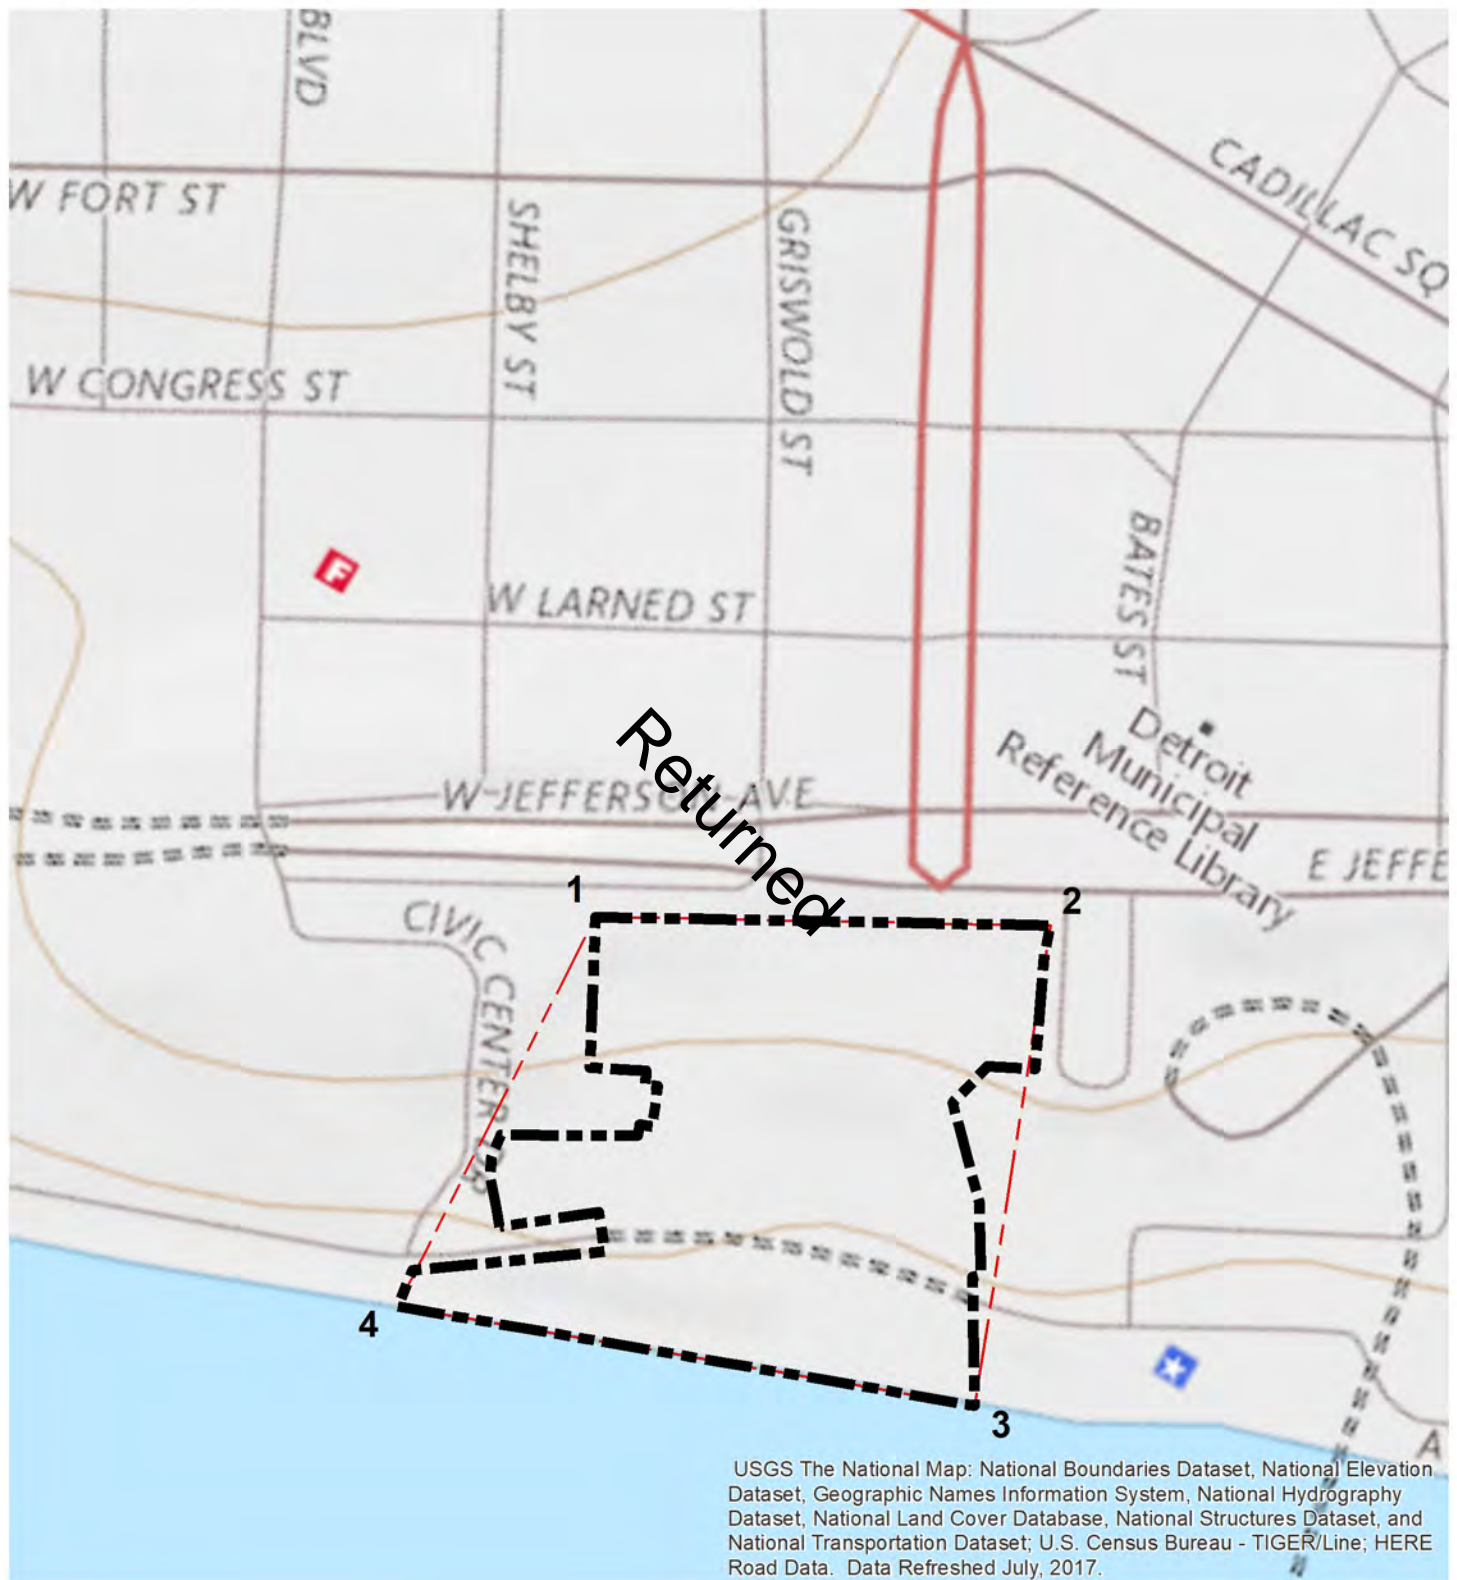 BLVD
CADILLAC SQ
W FORT ST
SHELBY ST
GRISWOLD ST
W CONGRESS ST
F
BATES ST
W LARNED ST
Detroit
Municipal
Reference Library
W JEFFERSON AVE
Returned
E JEFFE
1
2
CIVIC CENTER DR
4
3
A
USGS The National Map: National Boundaries Dataset, National Elevation
Dataset, Geographic Names Information System, National Hydrography
Dataset, National Land Cover Database, National Structures Dataset, and
National Transportation Dataset; U.S. Census Bureau - TIGER/Line; HERE
Road Data.  Data Refreshed July, 2017.